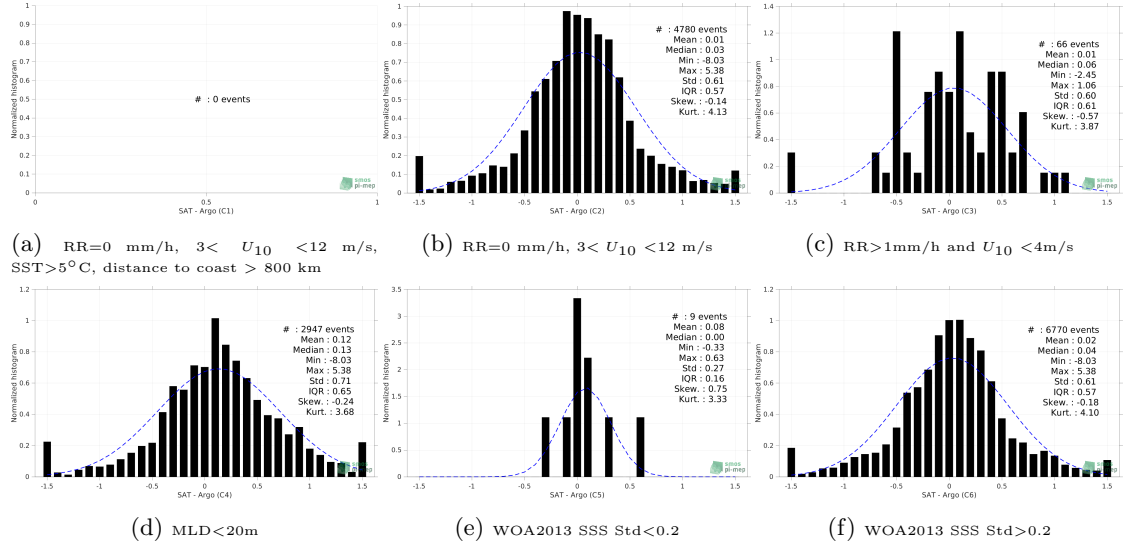 Normalized histogram
1
0.9
0.8
0.7
0.6
0.5
0.4
0.3
0.2
0.1
0
# : 0 events
0 0.5 1
SAT - Argo (C1)
smos
pi-mep
(a) RR=0 mm/h, 3< U10 <12 m/s,
SST>5°C, distance to coast > 800 km
Normalized histogram
1
0.9
0.8
0.7
0.6
0.5
0.4
0.3
0.2
0.1
0
# : 4780 events
Mean : 0.01
Median : 0.03
Min : -8.03
Max : 5.38
Std : 0.61
IQR : 0.57
Skew. : -0.14
Kurt. : 4.13
-1.5 -1 -0.5 0 0.5 1 1.5
SAT - Argo (C2)
smos
pi-mep
(b) RR=0 mm/h, 3< U10 <12 m/s
Normalized histogram
1.4
1.2
1
0.8
0.6
0.4
0.2
0
# : 66 events
Mean : 0.01
Median : 0.06
Min : -2.45
Max : 1.06
Std : 0.60
IQR : 0.61
Skew. : -0.57
Kurt. : 3.87
-1.5 -1 -0.5 0 0.5 1 1.5
SAT - Argo (C3)
smos
pi-mep
(c) RR>1mm/h and U10 <4m/s
Normalized histogram
1.2
1
0.8
0.6
0.4
0.2
0
# : 2947 events
Mean : 0.12
Median : 0.13
Min : -8.03
Max : 5.38
Std : 0.71
IQR : 0.65
Skew. : -0.24
Kurt. : 3.68
-1.5 -1 -0.5 0 0.5 1 1.5
SAT - Argo (C4)
smos
pi-mep
(d) MLD<20m
Normalized histogram
3.5
3
2.5
2
1.5
1
0.5
0
# : 9 events
Mean : 0.08
Median : 0.00
Min : -0.33
Max : 0.63
Std : 0.27
IQR : 0.16
Skew. : 0.75
Kurt. : 3.33
-1.5 -1 -0.5 0 0.5 1 1.5
SAT - Argo (C5)
smos
pi-mep
(e) WOA2013 SSS Std<0.2
Normalized histogram
1.2
1
0.8
0.6
0.4
0.2
0
# : 6770 events
Mean : 0.02
Median : 0.04
Min : -8.03
Max : 5.38
Std : 0.61
IQR : 0.57
Skew. : -0.18
Kurt. : 4.10
-1.5 -1 -0.5 0 0.5 1 1.5
SAT - Argo (C6)
smos
pi-mep
(f) WOA2013 SSS Std>0.2